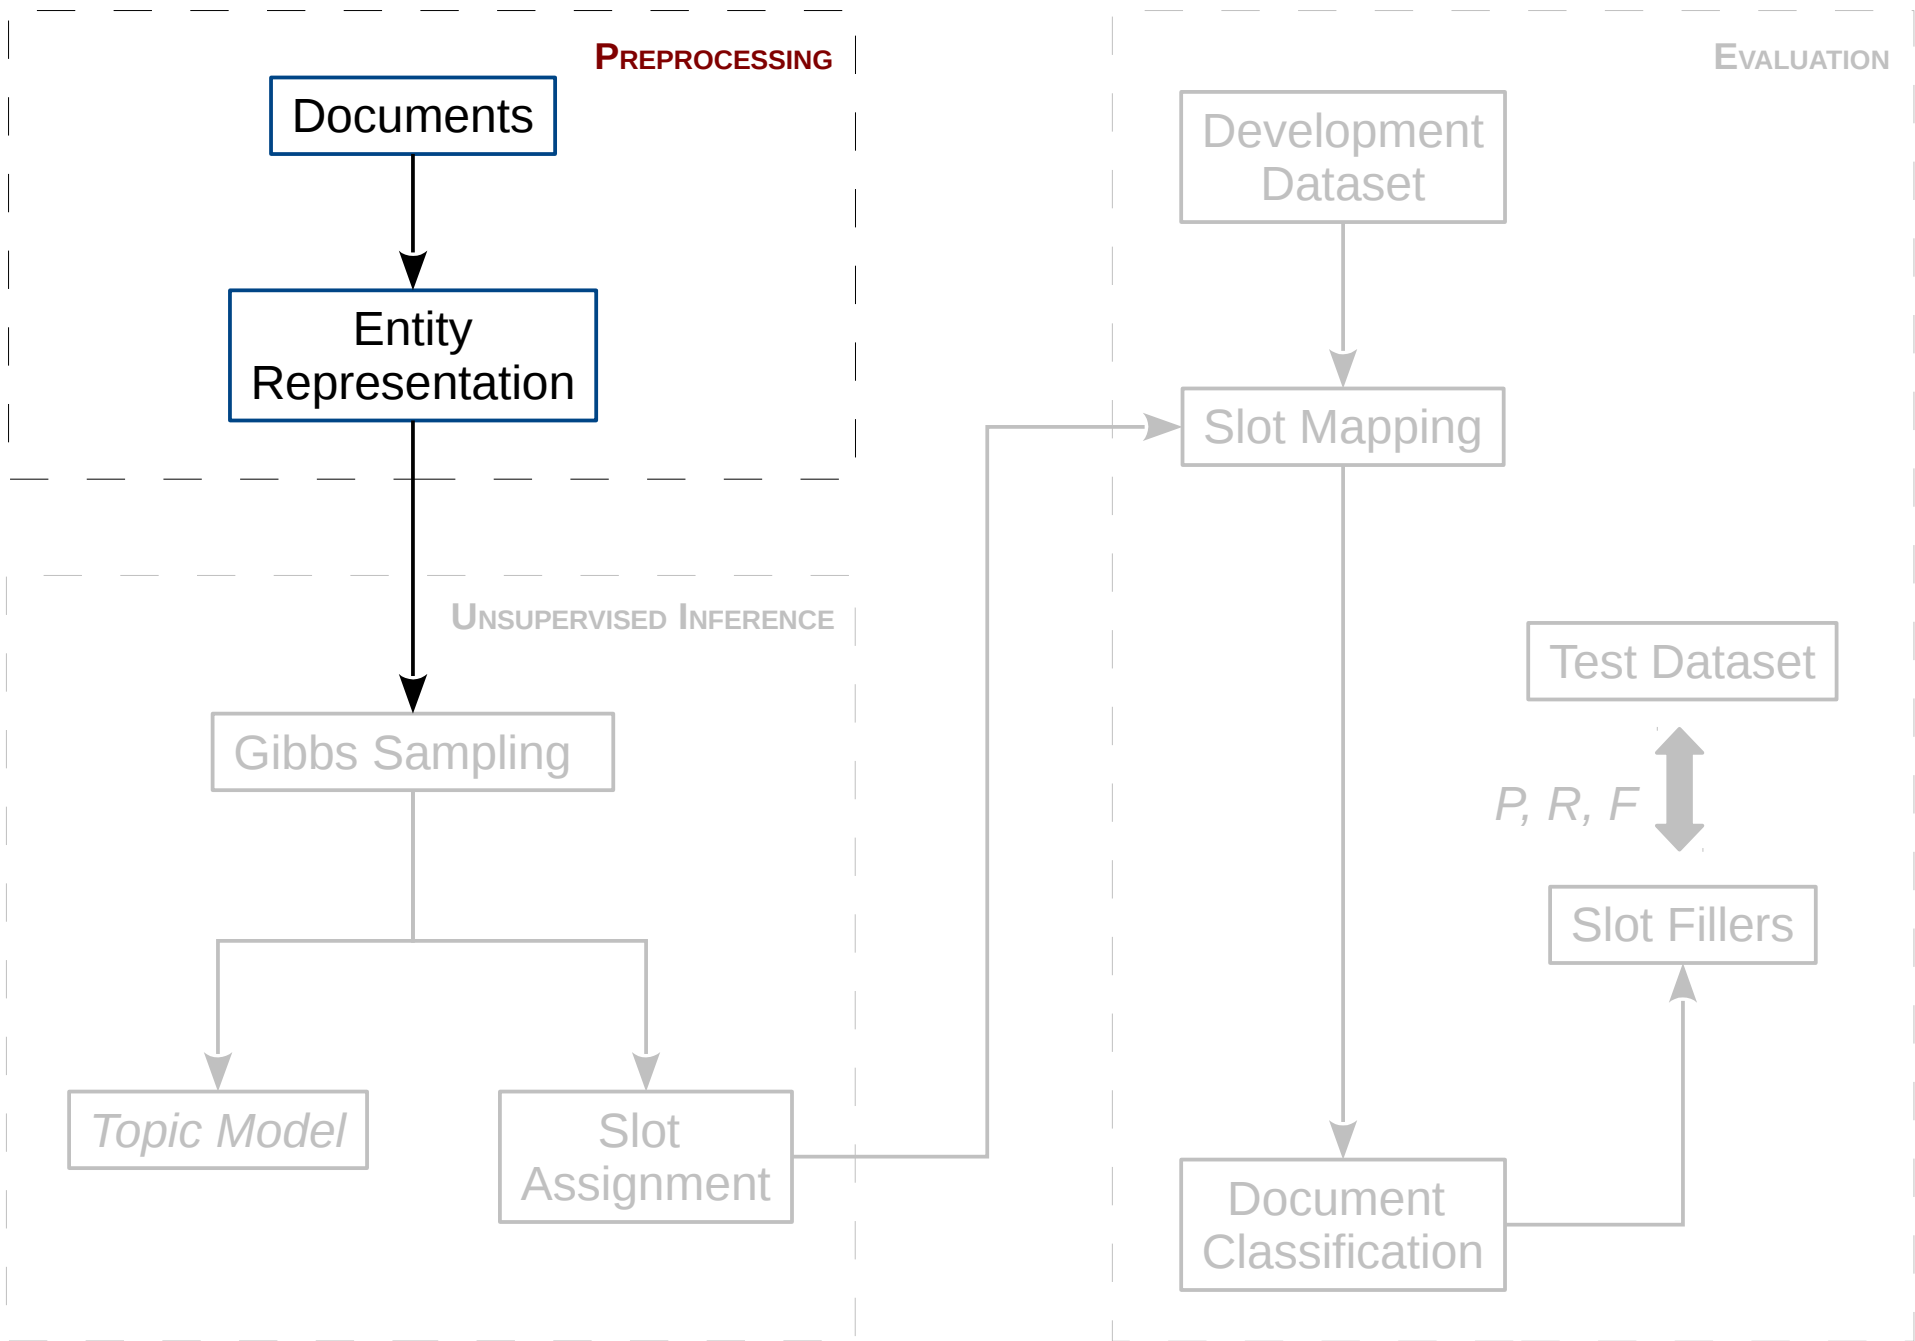 PREPROCESSING
Documents
Entity
Representation
UNSUPERVISED INFERENCE
Gibbs Sampling
Topic Model
Slot
Assignment
EVALUATION
Development
Dataset
Slot Mapping
Test Dataset
P, R, F
Slot Fillers
Document
Classification